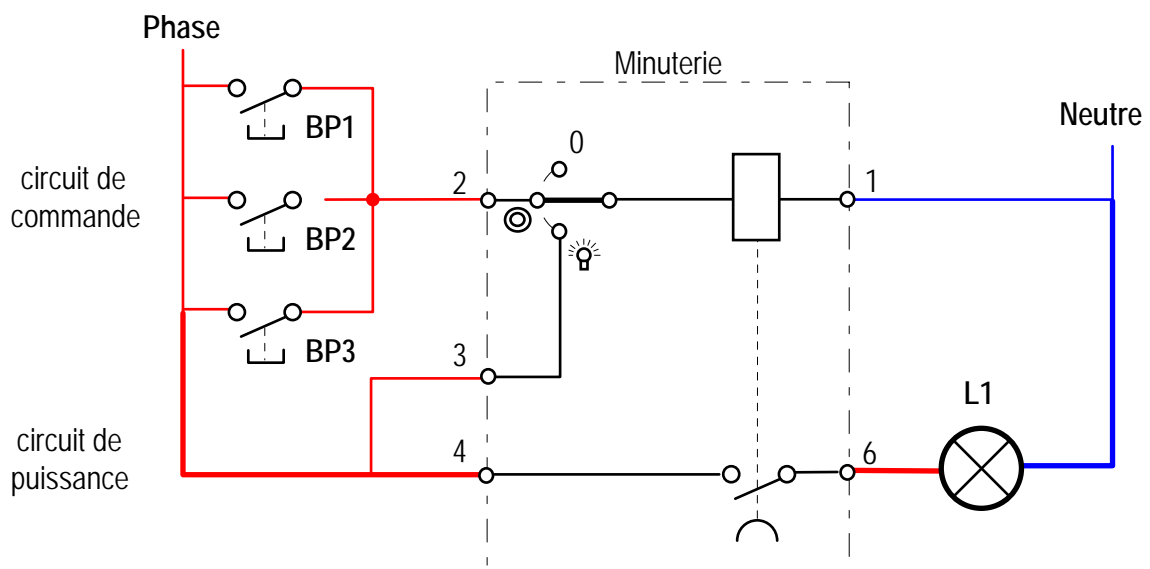 Phase
Minuterie
Neutre
BP1
0
circuit de
commande
2
1
BP2
BP3
3
L1
circuit de
puissance
4
6